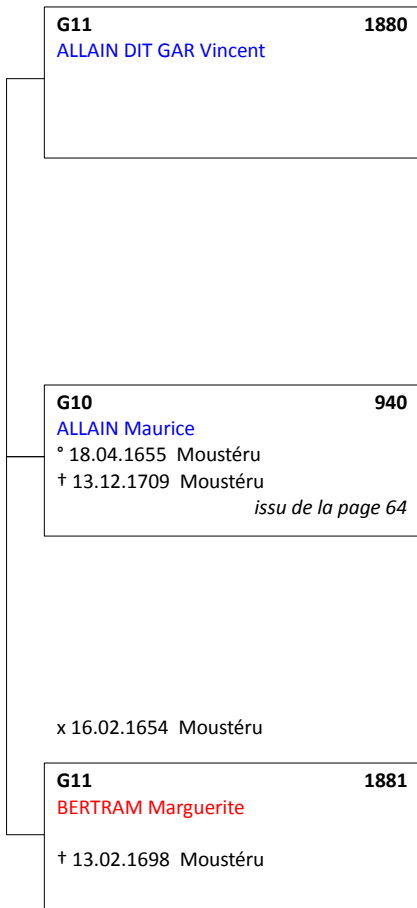 G11 1880
ALLAIN DIT GAR Vincent
G10 940
ALLAIN Maurice
° 18.04.1655 Moustéru
† 13.12.1709 Moustéru
issu de la page 64
x 16.02.1654 Moustéru
G11 1881
BERTRAM Marguerite
† 13.02.1698 Moustéru